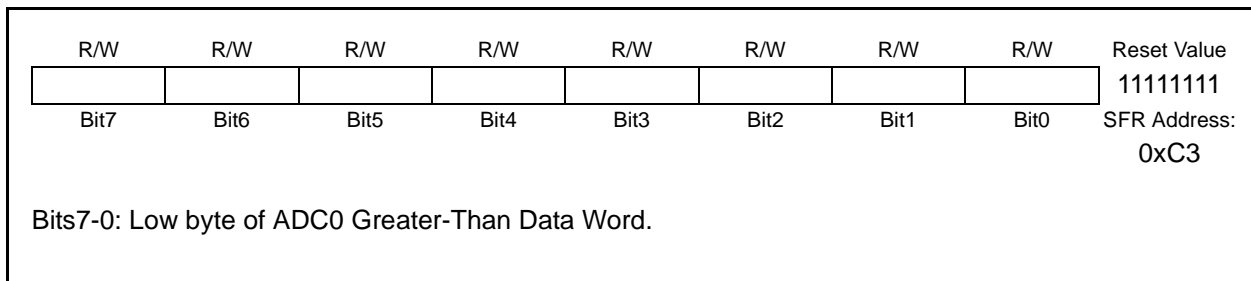 R/W R/W R/W R/W R/W R/W R/W R/W Reset Value
11111111
Bit7 Bit6 Bit5 Bit4 Bit3 Bit2 Bit1 Bit0 SFR Address:
0xC3
Bits7-0: Low byte of ADC0 Greater-Than Data Word.